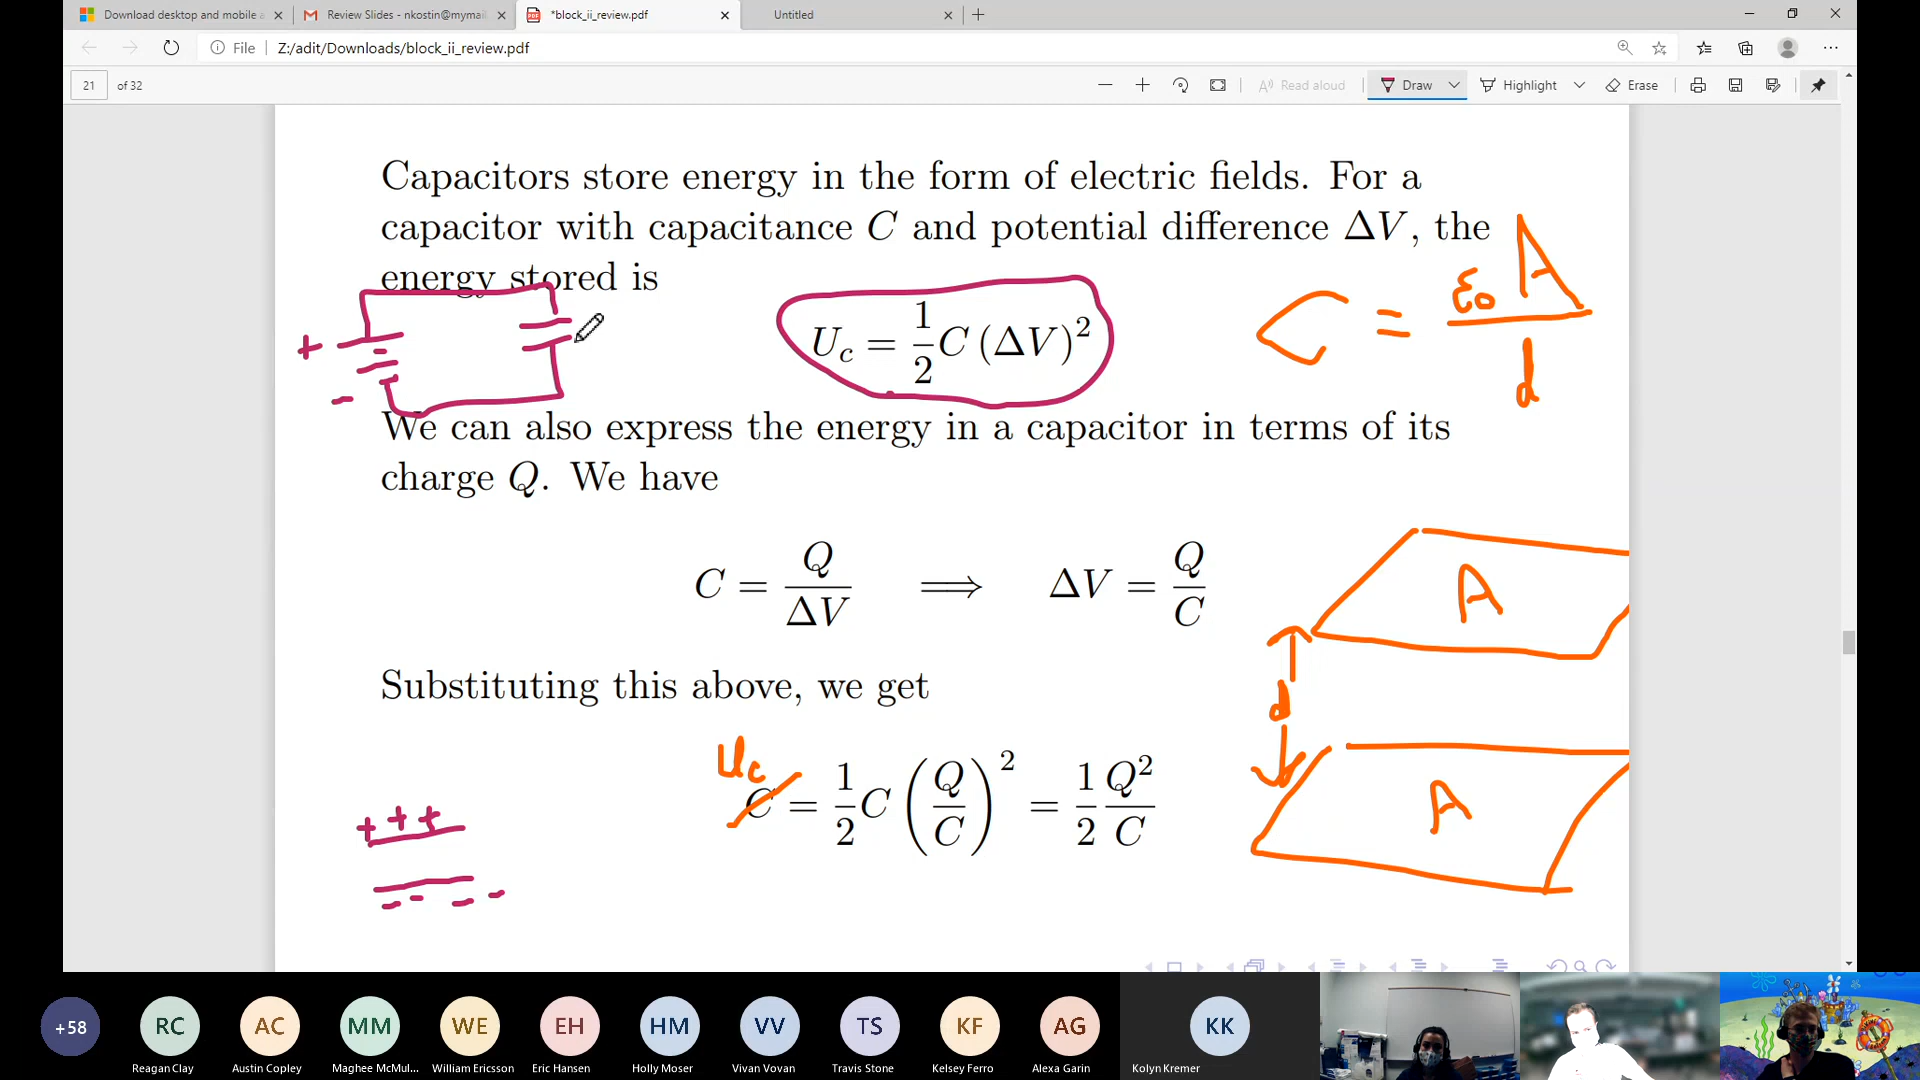 Download desktop and mobile a
Review Slides - nkostin@mymai
*block_ii_review.pdf
Untitled
File
Z:/adit/Downloads/block_ii_review.pdf
21 of 32
Read aloud
Draw
Highlight
Erase
Capacitors store energy in the form of electric fields. For a
capacitor with capacitance C and potential difference ΔV, the
energy stored is
+
-
U_c = 1/2 C (ΔV)^2
C = ε0 A / d
We can also express the energy in a capacitor in terms of its
charge Q. We have
C = Q/ΔV ⟹ ΔV = Q/C
A
d
Substituting this above, we get
U_c
C = 1/2 C (Q/C)^2 = 1/2 Q^2/C
A
+ + +
- - - -
+58
RC
AC
MM
WE
EH
HM
VV
TS
KF
AG
KK
Reagan Clay
Austin Copley
Maghee McMul...
William Ericsson
Eric Hansen
Holly Moser
Vivan Vovan
Travis Stone
Kelsey Ferro
Alexa Garin
Kolyn Kremer